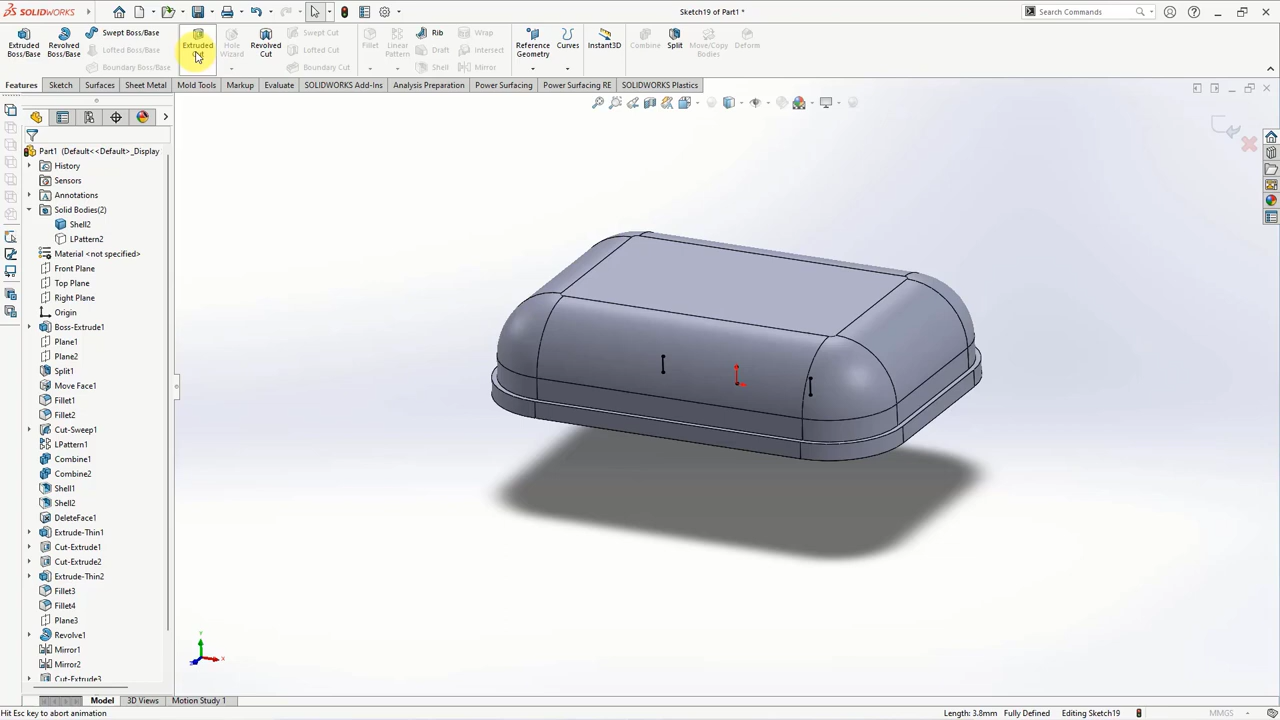 SOLIDWORKS
Sketch19 of Part1 *
Search Commands
Extruded Boss/Base
Revolved Boss/Base
Swept Boss/Base
Lofted Boss/Base
Boundary Boss/Base
Extruded Cut
Hole Wizard
Revolved Cut
Swept Cut
Lofted Cut
Boundary Cut
Fillet
Linear Pattern
Rib
Draft
Shell
Wrap
Intersect
Mirror
Reference Geometry
Curves
Instant3D
Combine
Split
Move/Copy Bodies
Deform
Features Sketch Surfaces Sheet Metal Mold Tools Markup Evaluate SOLIDWORKS Add-Ins Analysis Preparation Power Surfacing Power Surfacing RE SOLIDWORKS Plastics
Part1 (Default<<Default>_Display
History
Sensors
Annotations
Solid Bodies(2)
Shell2
LPattern2
Material <not specified>
Front Plane
Top Plane
Right Plane
Origin
Boss-Extrude1
Plane1
Plane2
Split1
Move Face1
Fillet1
Fillet2
Cut-Sweep1
LPattern1
Combine1
Combine2
Shell1
Shell2
DeleteFace1
Extrude-Thin1
Cut-Extrude1
Cut-Extrude2
Extrude-Thin2
Fillet3
Fillet4
Plane3
Revolve1
Mirror1
Mirror2
Cut-Extrude3
Y
X
Z
Model 3D Views Motion Study 1
Hit Esc key to abort animation
Length: 3.8mm Fully Defined Editing Sketch19 MMGS